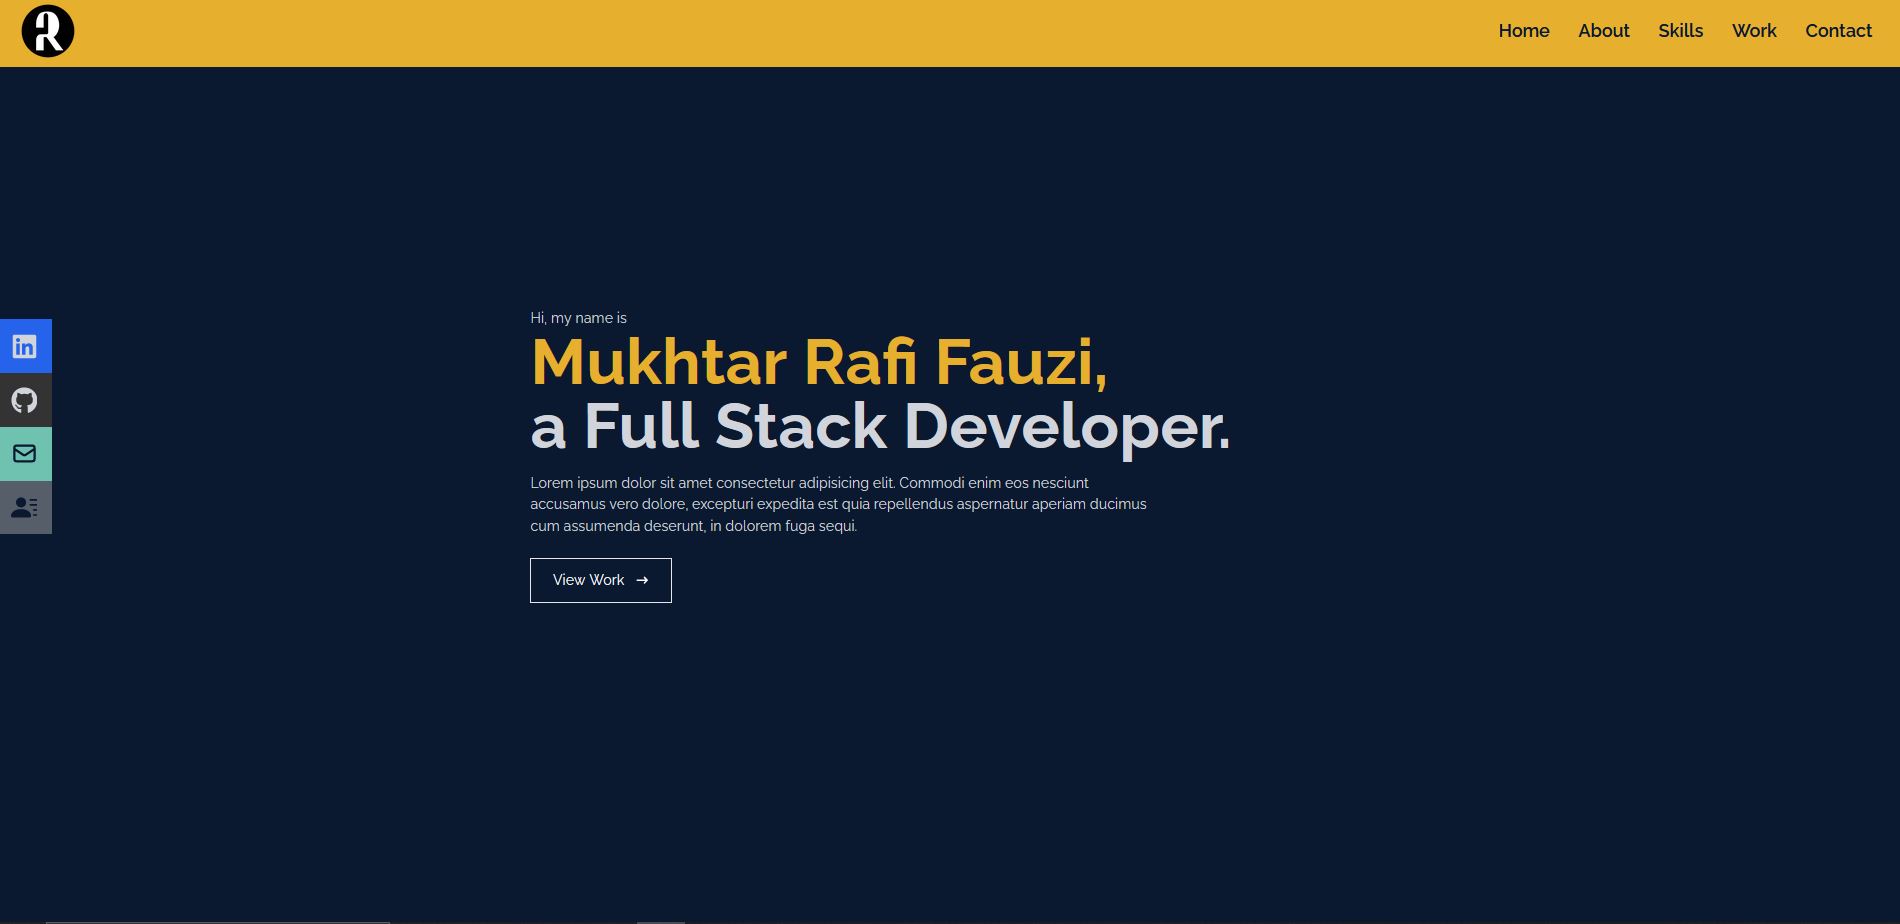 R
Home About Skills Work Contact
Hi, my name is
Mukhtar Rafi Fauzi,
a Full Stack Developer.
Lorem ipsum dolor sit amet consectetur adipisicing elit. Commodi enim eos nesciunt
accusamus vero dolore, excepturi expedita est quia repellendus aspernatur aperiam ducimus
cum assumenda deserunt, in dolorem fuga sequi.
View Work →
in